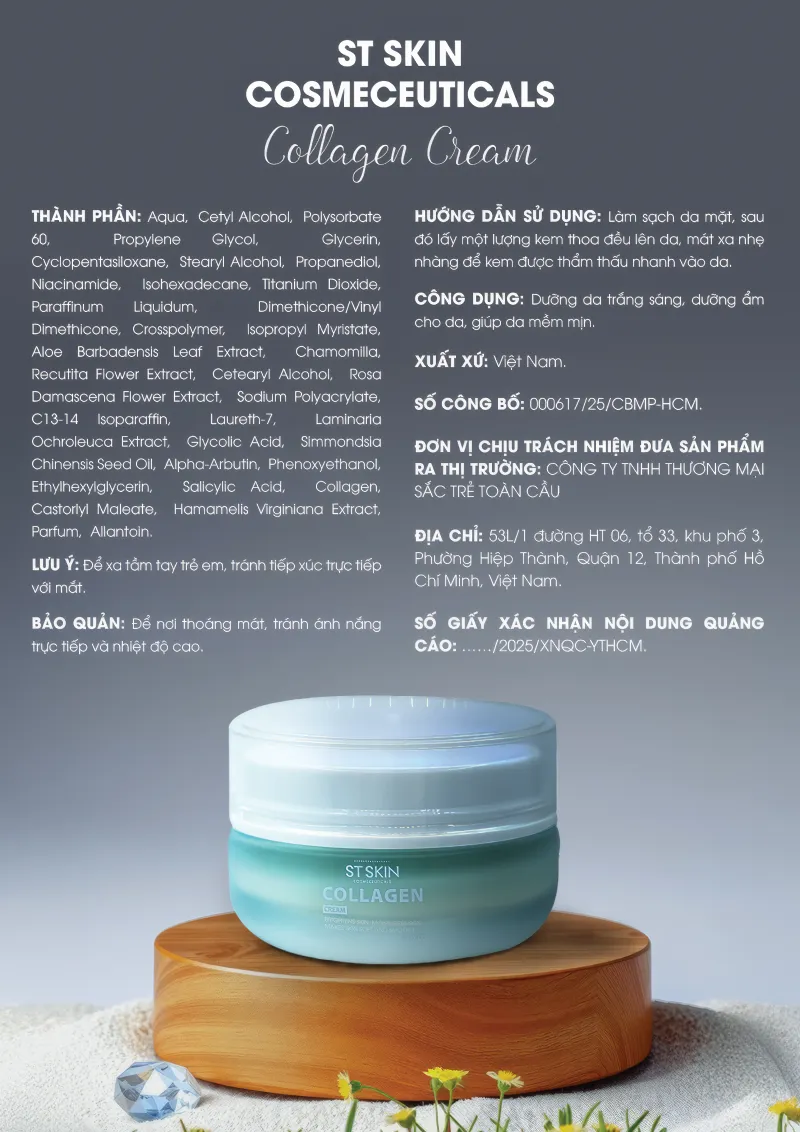 ST SKIN
COSMECEUTICALS
Collagen Cream
THÀNH PHẦN: Aqua, Cetyl Alcohol, Polysorbate
60, Propylene Glycol, Glycerin,
Cyclopentasiloxane, Stearyl Alcohol, Propanediol,
Niacinamide, Isohexadecane, Titanium Dioxide,
Paraffinum Liquidum, Dimethicone/Vinyl
Dimethicone, Crosspolymer, Isopropyl Myristate,
Aloe Barbadensis Leaf Extract, Chamomilla,
Recutita Flower Extract, Cetearyl Alcohol, Rosa
Damascena Flower Extract, Sodium Polyacrylate,
C13-14 Isoparaffin, Laureth-7, Laminaria
Ochroleuca Extract, Glycolic Acid, Simmondsia
Chinensis Seed Oil, Alpha-Arbutin, Phenoxyethanol,
Ethylhexylglycerin, Salicylic Acid, Collagen,
Castorlyl Maleate, Hamamelis Virginiana Extract,
Parfum, Allantoin.
LƯU Ý: Để xa tầm tay trẻ em, tránh tiếp xúc trực tiếp
với mắt.
BẢO QUẢN: Để nơi thoáng mát, tránh ánh nắng
trực tiếp và nhiệt độ cao.
HƯỚNG DẪN SỬ DỤNG: Làm sạch da mặt, sau
đó lấy một lượng kem thoa đều lên da, mát xa nhẹ
nhàng để kem được thẩm thấu nhanh vào da.
CÔNG DỤNG: Dưỡng da trắng sáng, dưỡng ẩm
cho da, giúp da mềm mịn.
XUẤT XỨ: Việt Nam.
SỐ CÔNG BỐ: 000617/25/CBMP-HCM.
ĐƠN VỊ CHỊU TRÁCH NHIỆM ĐƯA SẢN PHẨM
RA THỊ TRƯỜNG: CÔNG TY TNHH THƯƠNG MẠI
SẮC TRẺ TOÀN CẦU
ĐỊA CHỈ: 53L/1 đường HT 06, tổ 33, khu phố 3,
Phường Hiệp Thành, Quận 12, Thành phố Hồ
Chí Minh, Việt Nam.
SỐ GIẤY XÁC NHẬN NỘI DUNG QUẢNG
CÁO: ....../2025/XNQC-YTHCM.
ST SKIN
COSMECEUTICALS
COLLAGEN
CREAM